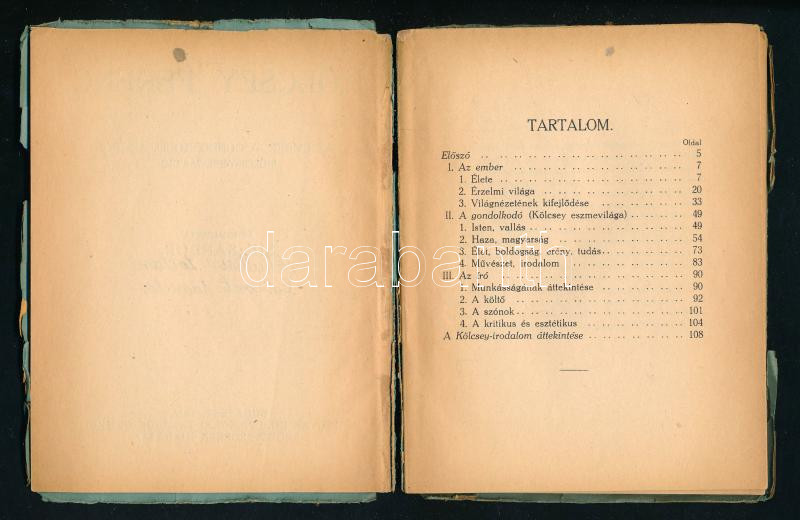 TARTALOM.
Oldal
Előszó .. . . . . . . . . . . . . . . . . . 5
I. Az ember . . . . . . . . . . . . . . . . 7
1. Élete . . . . . . . . . . . . . . . . 7
2. Érzelmi világa . . . . . . . . . . . . . . 20
3. Világnézetének kifejlődése . . . . . . . . . . 33
II. A gondolkodó (Kölcsey eszmevilága) . . . . . . . . 49
1. Isten, vallás . . . . . . . . . . . . . . . 49
2. Haza, magyarság . . . . . . . . . . . . . . 54
3. Élet, boldogság, erény, tudás . . . . . . . . . 73
4. Művészet, irodalom . . . . . . . . . . . . . 83
III. Az író . . . . . . . . . . . . . . . . . 90
1. Munkásságának áttekintése . . . . . . . . . . 90
2. A költő . . . . . . . . . . . . . . . . 92
3. A szónok . . . . . . . . . . . . . . . . 101
4. A kritikus és esztétikus . . . . . . . . . . . 104
A Kölcsey-irodalom áttekintése . . . . . . . . . . . 108
darabanth